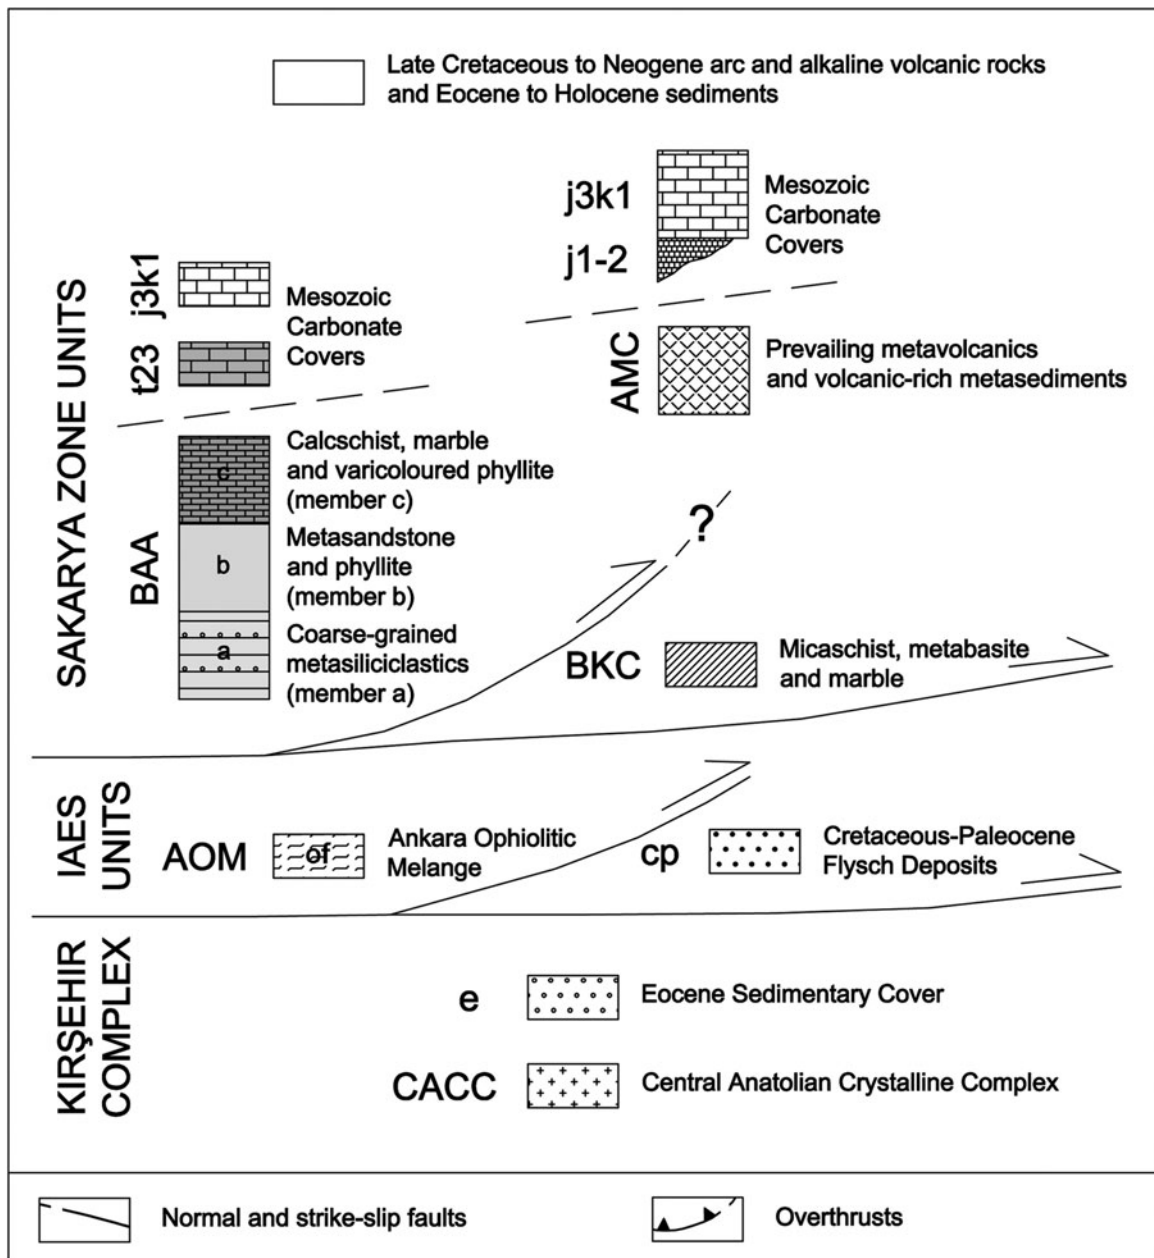 Late Cretaceous to Neogene arc and alkaline volcanic rocks
and Eocene to Holocene sediments
SAKARYA ZONE UNITS
j3k1
t23
Mesozoic
Carbonate
Covers
j3k1
j1-2
Mesozoic
Carbonate
Covers
AMC
Prevailing metavolcanics
and volcanic-rich metasediments
BAA
c
Calcschist, marble
and varicoloured phyllite
(member c)
b
Metasandstone
and phyllite
(member b)
a
Coarse-grained
metasiliciclastics
(member a)
?
BKC
Micaschist, metabasite
and marble
IAES
UNITS
AOM
of
Ankara Ophiolitic
Melange
cp
Cretaceous-Paleocene
Flysch Deposits
KIRŞEHIR
COMPLEX
e
Eocene Sedimentary Cover
CACC
Central Anatolian Crystalline Complex
Normal and strike-slip faults
Overthrusts